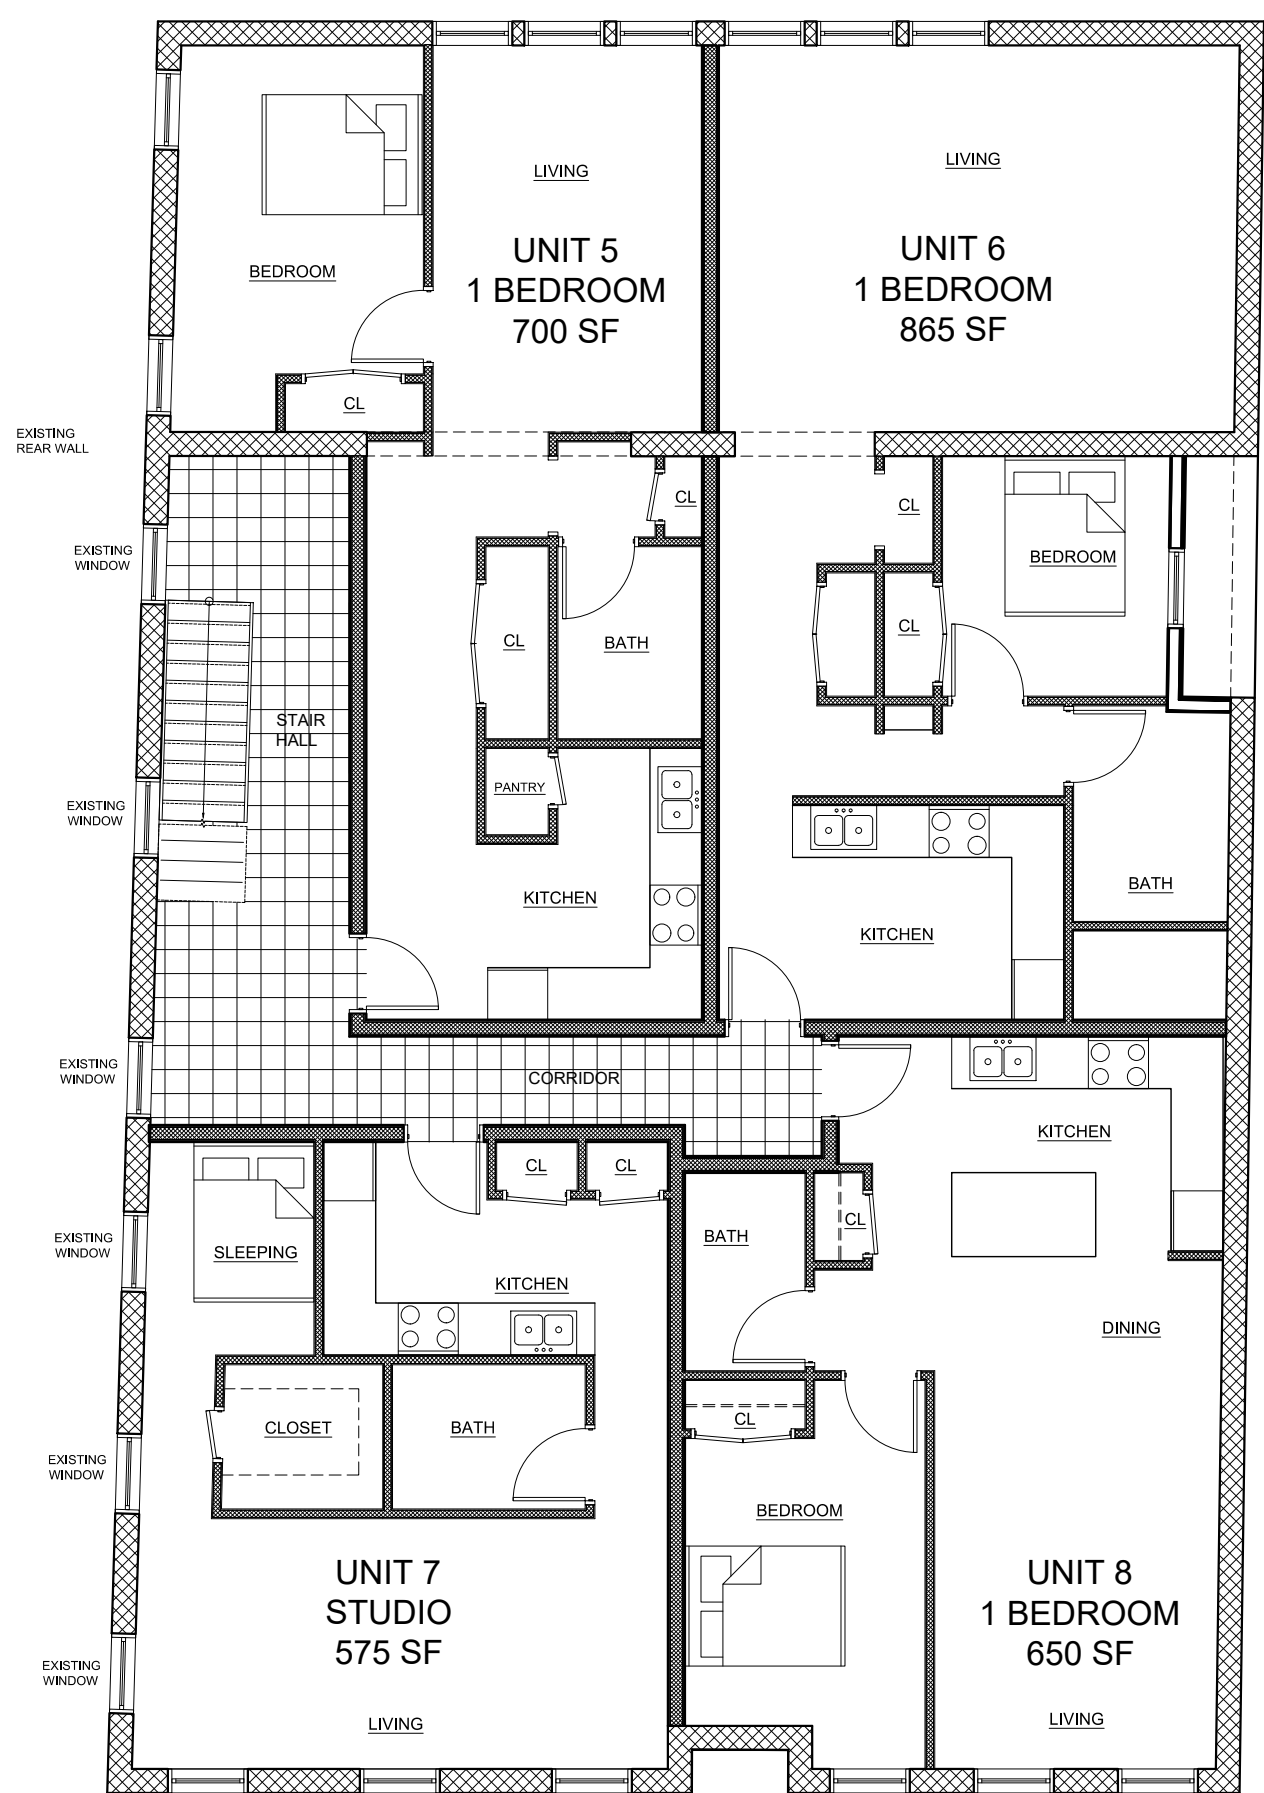 LIVING
UNIT 5
1 BEDROOM
700 SF
BEDROOM
CL
LIVING
UNIT 6
1 BEDROOM
865 SF
EXISTING
REAR WALL
EXISTING
WINDOW
CL
CL
BEDROOM
CL
BATH
CL
STAIR
HALL
PANTRY
EXISTING
WINDOW
KITCHEN
BATH
KITCHEN
EXISTING
WINDOW
CORRIDOR
KITCHEN
CL
CL
BATH
CL
EXISTING
WINDOW
SLEEPING
KITCHEN
DINING
CLOSET
BATH
CL
EXISTING
WINDOW
BEDROOM
UNIT 7
STUDIO
575 SF
UNIT 8
1 BEDROOM
650 SF
EXISTING
WINDOW
LIVING
LIVING